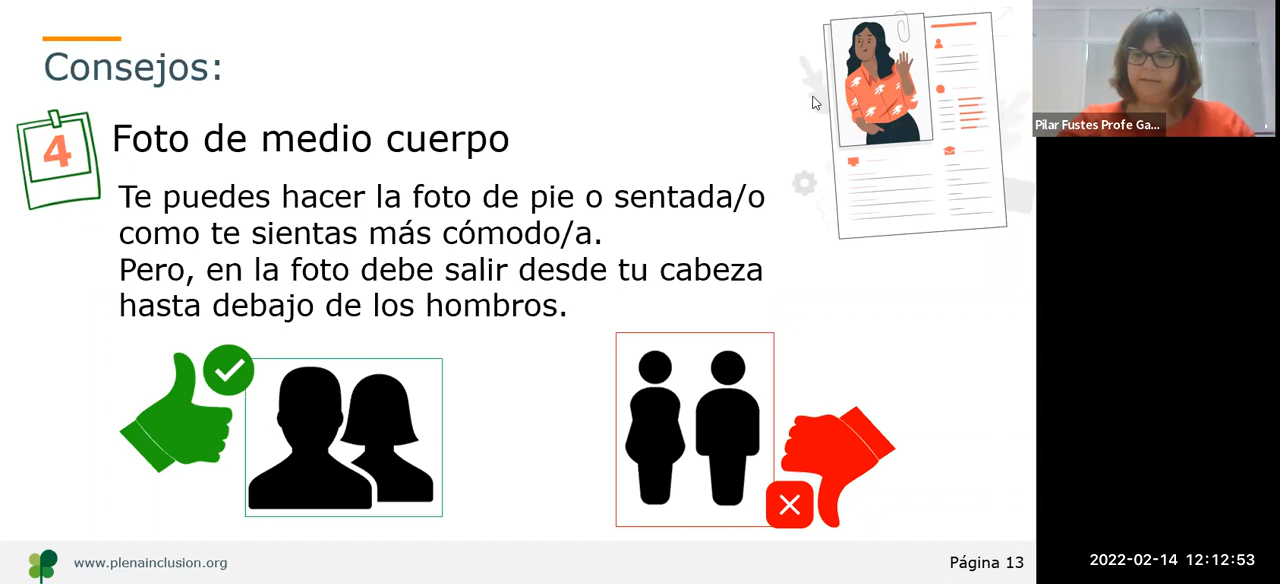 Consejos:
4
Foto de medio cuerpo
Te puedes hacer la foto de pie o sentada/o
como te sientas más cómodo/a.
Pero, en la foto debe salir desde tu cabeza
hasta debajo de los hombros.
www.plenainclusion.org
Página 13
Pilar Fustes Profe Ga...
2022-02-14 12:12:53